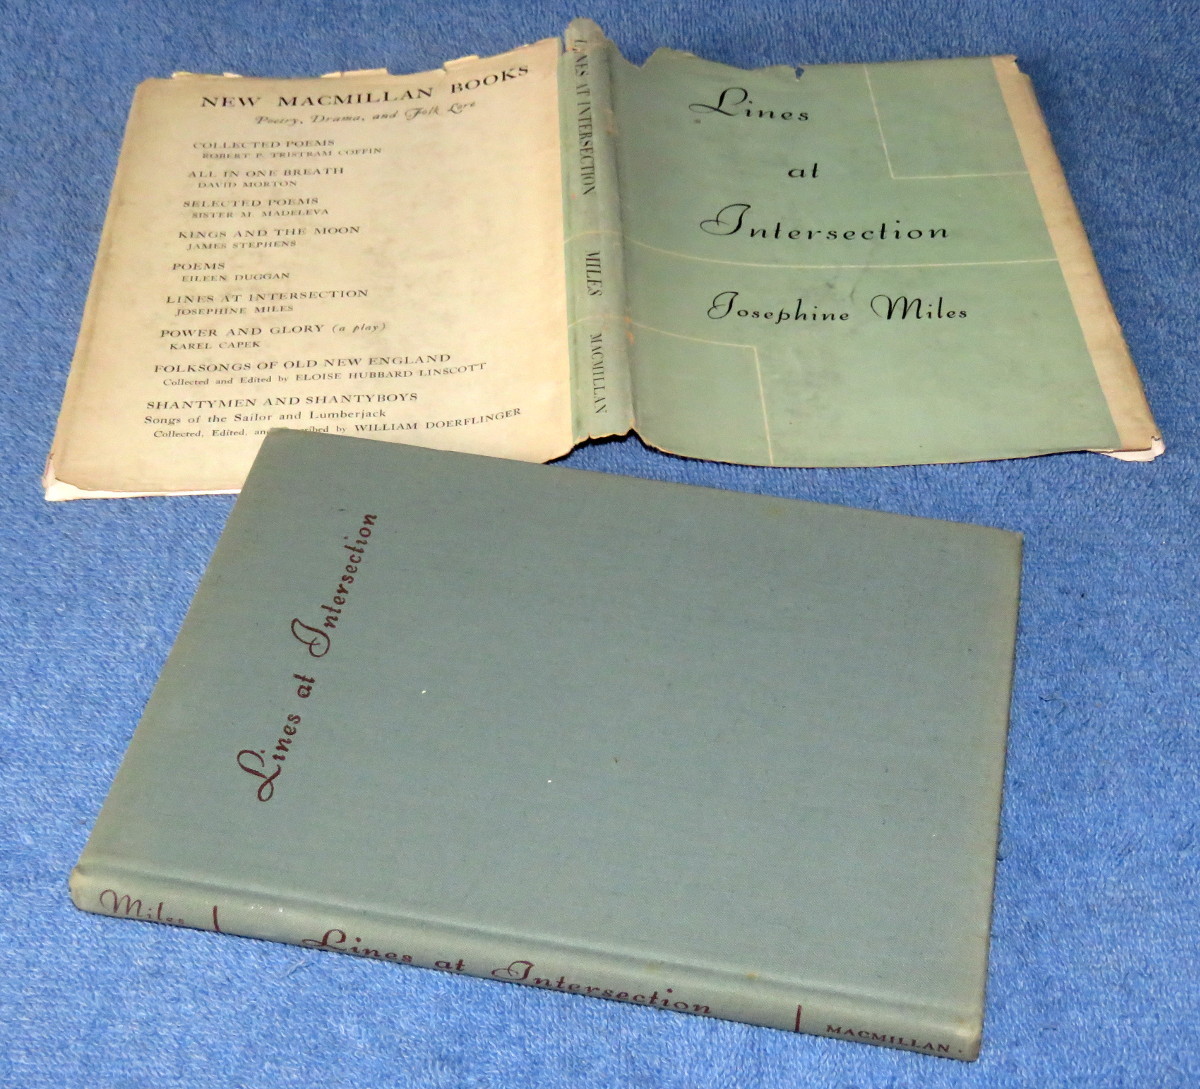 NEW MACMILLAN BOOKS
Poetry, Drama, and Folk Lore
COLLECTED POEMS
ROBERT P. TRISTRAM COFFIN
ALL IN ONE BREATH
DAVID MORTON
SELECTED POEMS
SISTER M. MADELEVA
KINGS AND THE MOON
JAMES STEPHENS
POEMS
EILEEN DUGGAN
LINES AT INTERSECTION
JOSEPHINE MILES
POWER AND GLORY (a play)
KAREL CAPEK
FOLKSONGS OF OLD NEW ENGLAND
Collected and Edited by ELOISE HUBBARD LINSCOTT
SHANTYMEN AND SHANTYBOYS
Songs of the Sailor and Lumberjack
Collected, Edited, by WILLIAM DOERFLINGER
LINES AT INTERSECTION MILES MACMILLAN
Lines
at
Intersection
Josephine Miles
Lines at Intersection
Miles Lines at Intersection MACMILLAN